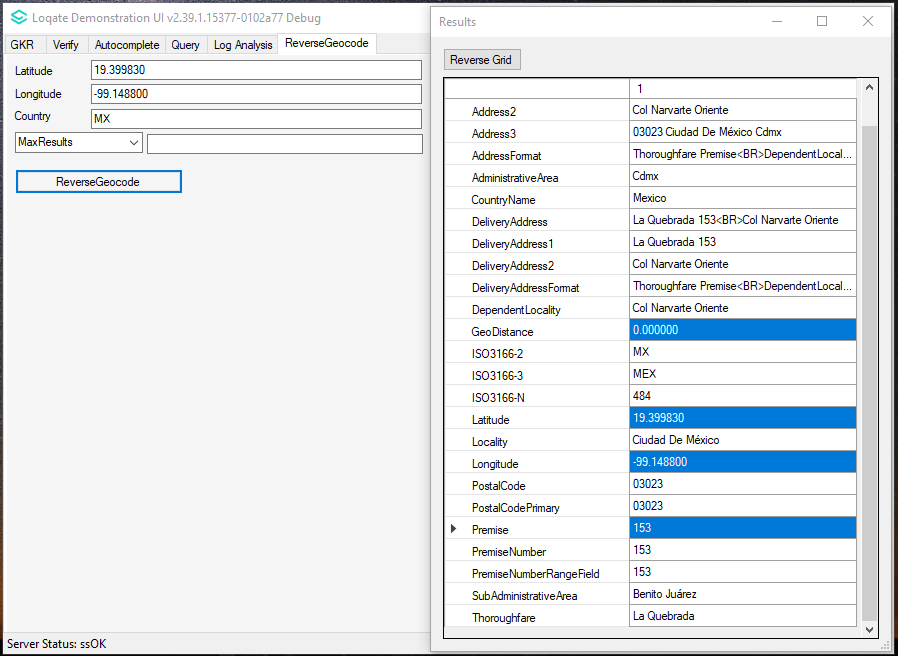 Loqate Demonstration UI v2.39.1.15377-0102a77 Debug
GKR Verify Autocomplete Query Log Analysis ReverseGeocode
Latitude 19.399830
Longitude -99.148800
Country MX
MaxResults
ReverseGeocode
Server Status: ssOK
Results
Reverse Grid
1
Address2 Col Narvarte Oriente
Address3 03023 Ciudad De México Cdmx
AddressFormat Thoroughfare Premise<BR>DependentLocal...
AdministrativeArea Cdmx
CountryName Mexico
DeliveryAddress La Quebrada 153<BR>Col Narvarte Oriente
DeliveryAddress1 La Quebrada 153
DeliveryAddress2 Col Narvarte Oriente
DeliveryAddressFormat Thoroughfare Premise<BR>DependentLocal...
DependentLocality Col Narvarte Oriente
GeoDistance 0.000000
ISO3166-2 MX
ISO3166-3 MEX
ISO3166-N 484
Latitude 19.399830
Locality Ciudad De México
Longitude -99.148800
PostalCode 03023
PostalCodePrimary 03023
Premise 153
PremiseNumber 153
PremiseNumberRangeField 153
SubAdministrativeArea Benito Juárez
Thoroughfare La Quebrada